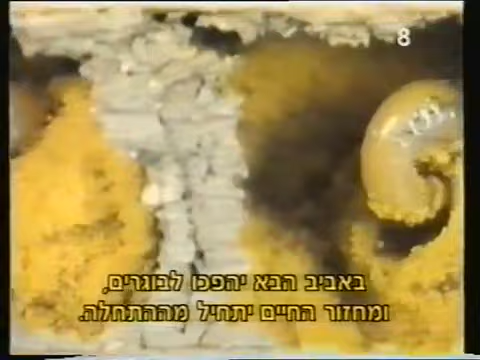 8
באביב הבא יהפכו לבוגרים,
ומחזור החיים יתחיל מההתחלה.